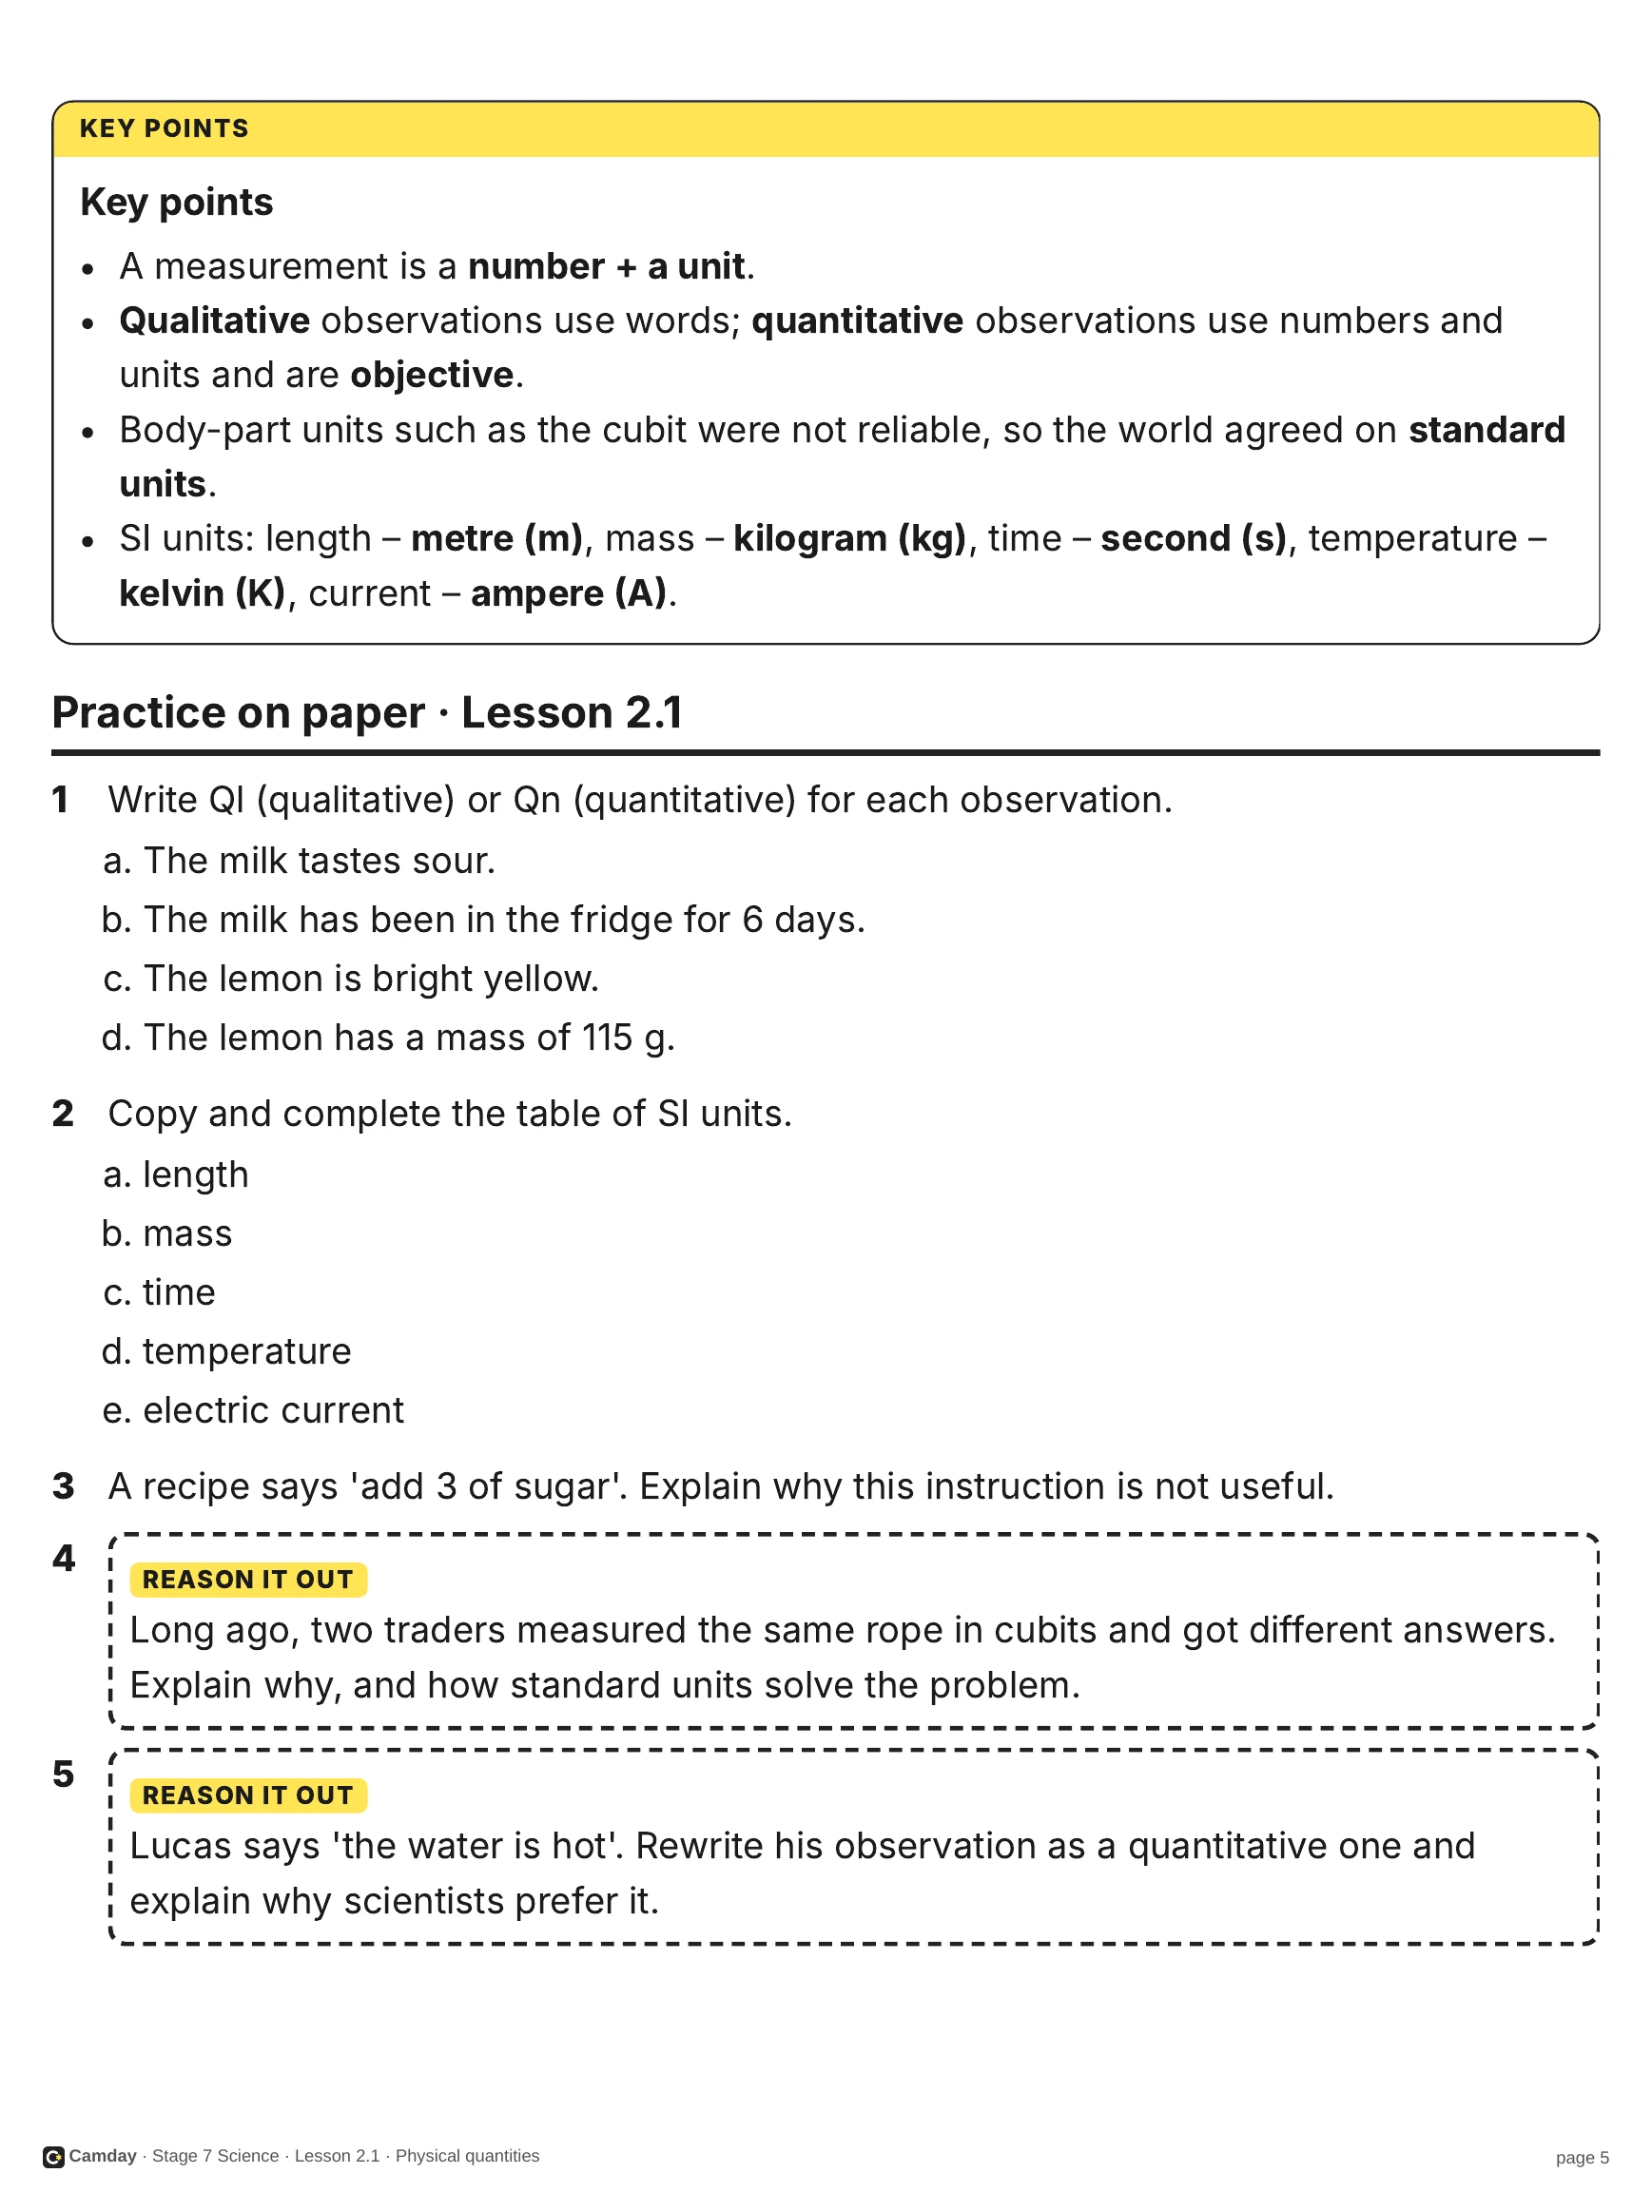 KEY POINTS
Key points
• A measurement is a number + a unit.
• Qualitative observations use words; quantitative observations use numbers and
units and are objective.
• Body-part units such as the cubit were not reliable, so the world agreed on standard
units.
• SI units: length – metre (m), mass – kilogram (kg), time – second (s), temperature –
kelvin (K), current – ampere (A).
Practice on paper · Lesson 2.1
1 Write Ql (qualitative) or Qn (quantitative) for each observation.
a. The milk tastes sour.
b. The milk has been in the fridge for 6 days.
c. The lemon is bright yellow.
d. The lemon has a mass of 115 g.
2 Copy and complete the table of SI units.
a. length
b. mass
c. time
d. temperature
e. electric current
3 A recipe says 'add 3 of sugar'. Explain why this instruction is not useful.
4 REASON IT OUT
Long ago, two traders measured the same rope in cubits and got different answers.
Explain why, and how standard units solve the problem.
5 REASON IT OUT
Lucas says 'the water is hot'. Rewrite his observation as a quantitative one and
explain why scientists prefer it.
Camday · Stage 7 Science · Lesson 2.1 · Physical quantities
page 5